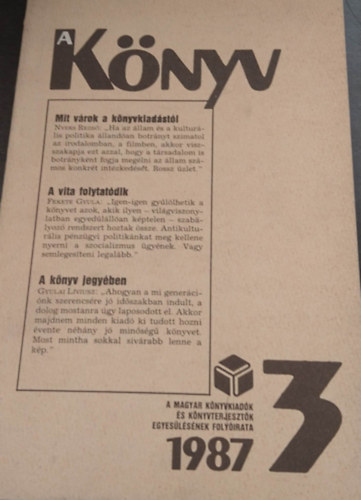 A Könyv
Mit várok a könyvkiadástól
NYERS REZSŐ: „Ha az állam és a kulturá-
lis politika állandóan botrányt szimatol
az irodalomban, a filmben, akkor visz-
szakapja ezt azzal, hogy a társadalom is
botrányként fogja megélni az állam szá-
mos konkrét intézkedését. Rossz üzlet."
A vita folytatódik
FEKETE GYULA: „Igen-igen gyűlölhetik a
könyvet azok, akik ilyen – világviszony-
latban egyedülállóan képtelen – szabá-
lyozó rendszert hoztak össze. Antikultu-
rális pénzügyi politikánkat meg kellene
nyerni a szocializmus ügyének. Vagy
semlegesíteni legalább."
A könyv jegyében
GYULAI LÍVIUSZ: „Ahogyan a mi generáci-
ónk szerencsére jó időszakban indult, a
dolog mostanra úgy laposodott el. Akkor
majdnem minden kiadó ki tudott hozni
évente néhány jó minőségű könyvet.
Most mintha sokkal sivárabb lenne a
kép."
A MAGYAR KÖNYVKIADÓK
ÉS KÖNYVTERJESZTŐK
EGYESÜLÉSÉNEK FOLYÓIRATA
1987 3